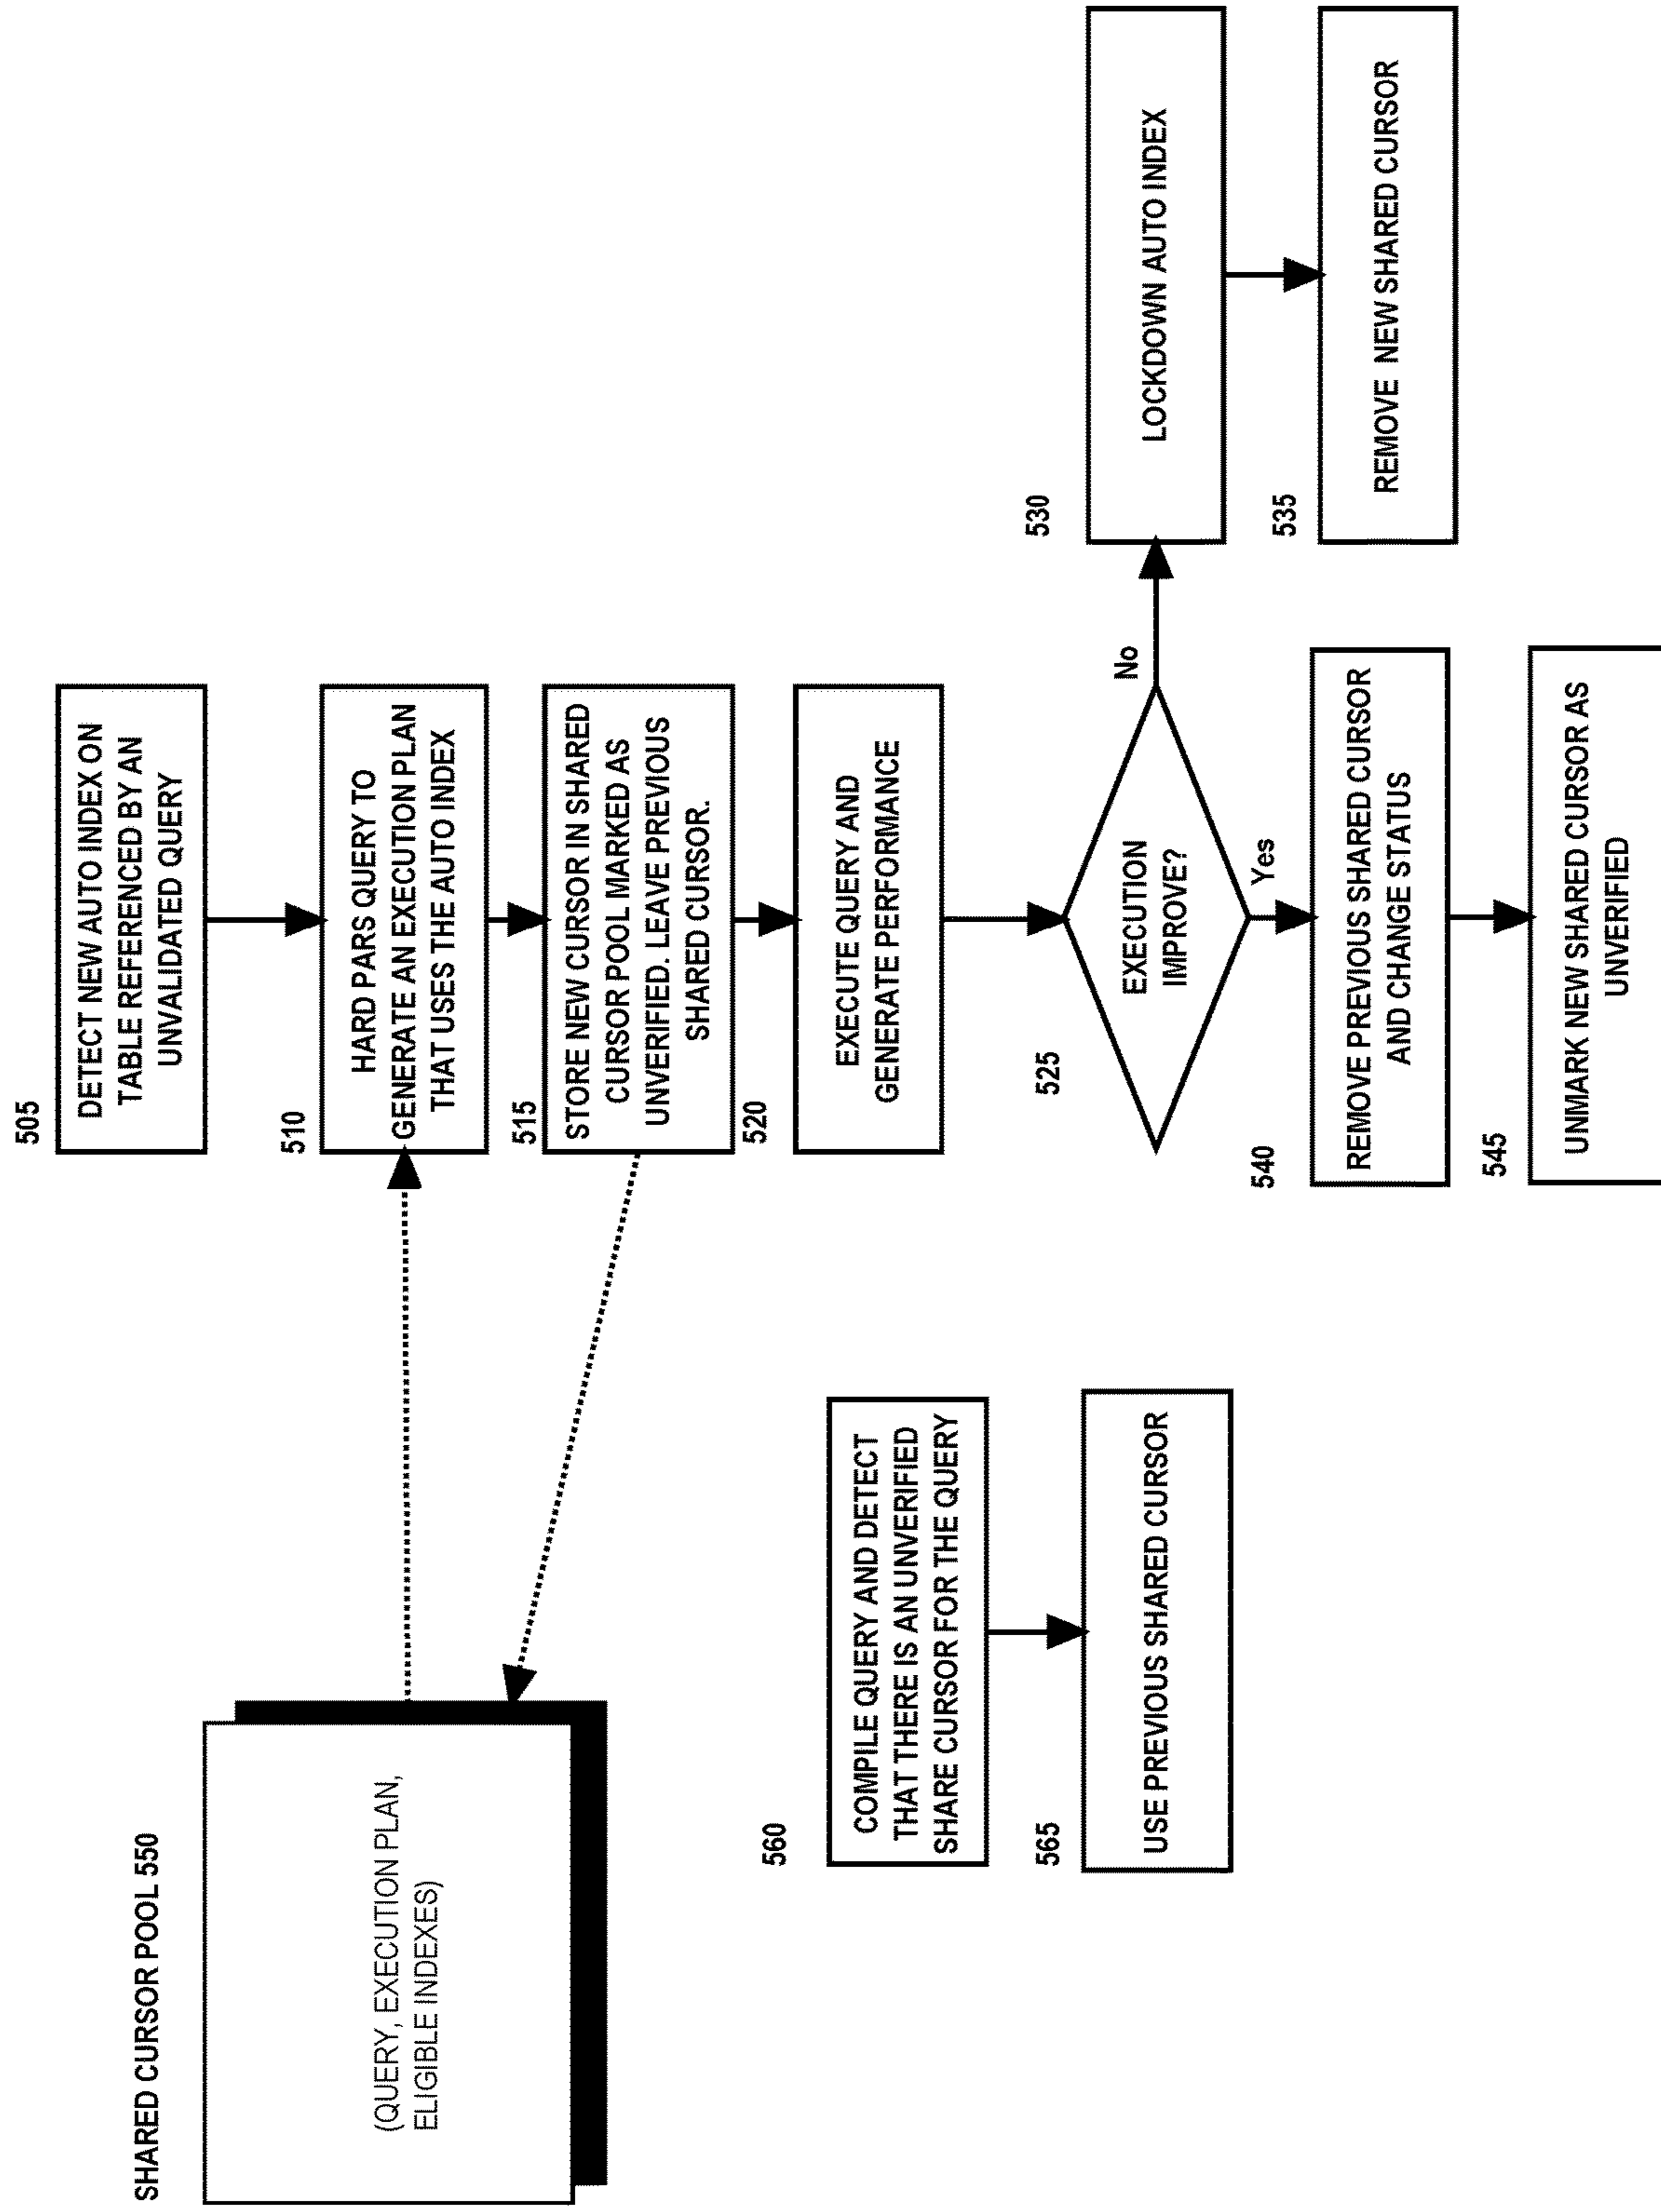 505
DETECT NEW AUTO INDEX ON
TABLE REFERENCED BY AN
UNVALIDATED QUERY
510
HARD PARS QUERY TO
GENERATE AN EXECUTION PLAN
THAT USES THE AUTO INDEX
515
STORE NEW CURSOR IN SHARED
CURSOR POOL MARKED AS
UNVERIFIED. LEAVE PREVIOUS
SHARED CURSOR.
520
EXECUTE QUERY AND
GENERATE PERFORMANCE
525
EXECUTION
IMPROVE?
No
Yes
530
LOCKDOWN AUTO INDEX
535
REMOVE NEW SHARED CURSOR
540
REMOVE PREVIOUS SHARED CURSOR
AND CHANGE STATUS
545
UNMARK NEW SHARED CURSOR AS
UNVERIFIED
SHARED CURSOR POOL 550
(QUERY, EXECUTION PLAN,
ELIGIBLE INDEXES)
560
COMPILE QUERY AND DETECT
THAT THERE IS AN UNVERIFIED
SHARE CURSOR FOR THE QUERY
565
USE PREVIOUS SHARED CURSOR